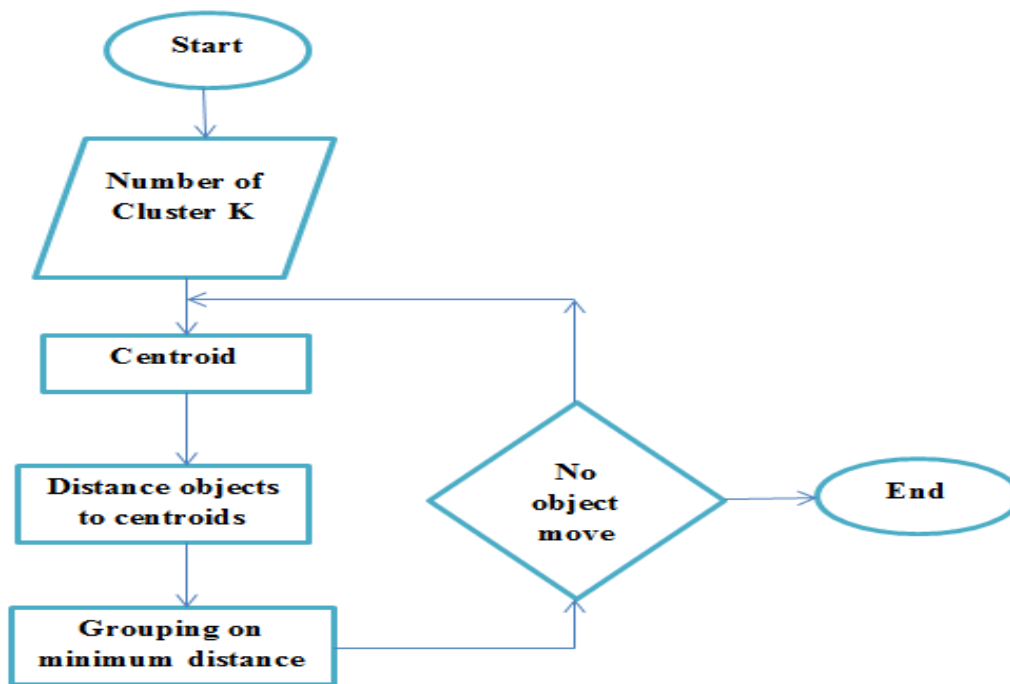 Start
Number of
Cluster K
Centroid
Distance objects
to centroids
Grouping on
minimum distance
No
object
move
End